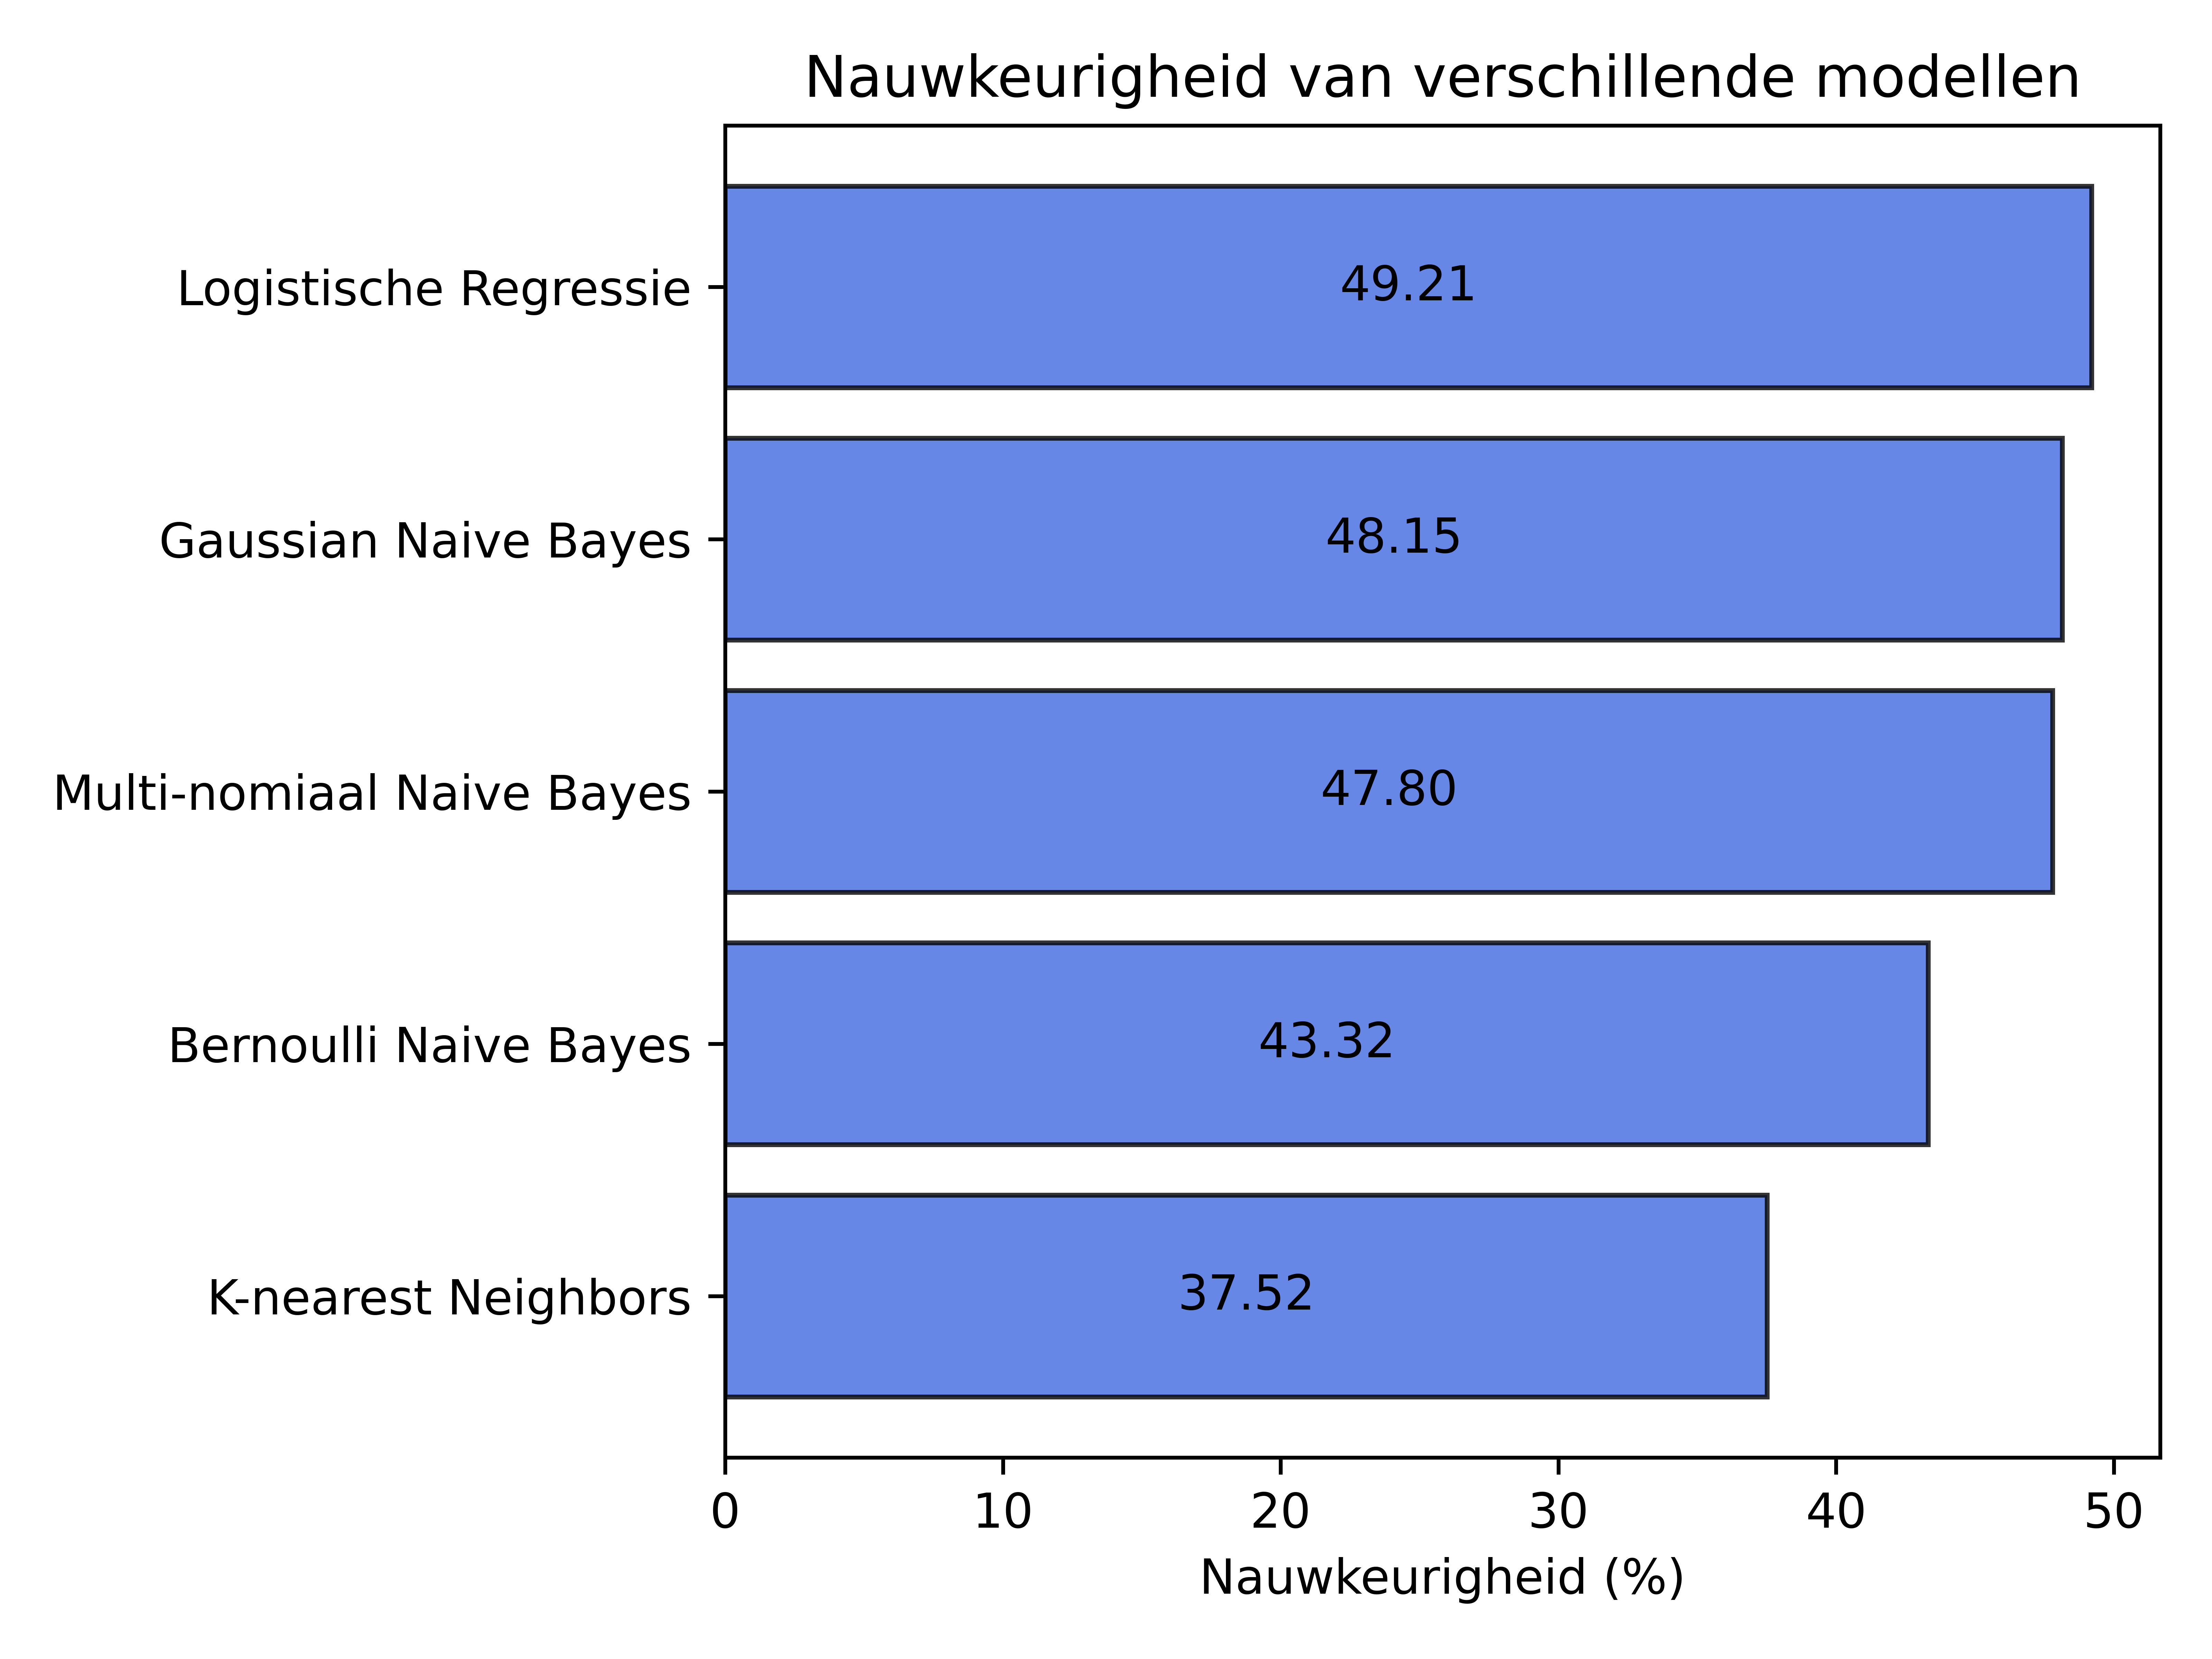 Nauwkeurigheid van verschillende modellen
Logistische Regressie
49.21
Gaussian Naive Bayes
48.15
Multi-nomiaal Naive Bayes
47.80
Bernoulli Naive Bayes
43.32
K-nearest Neighbors
37.52
0 10 20 30 40 50
Nauwkeurigheid (%)